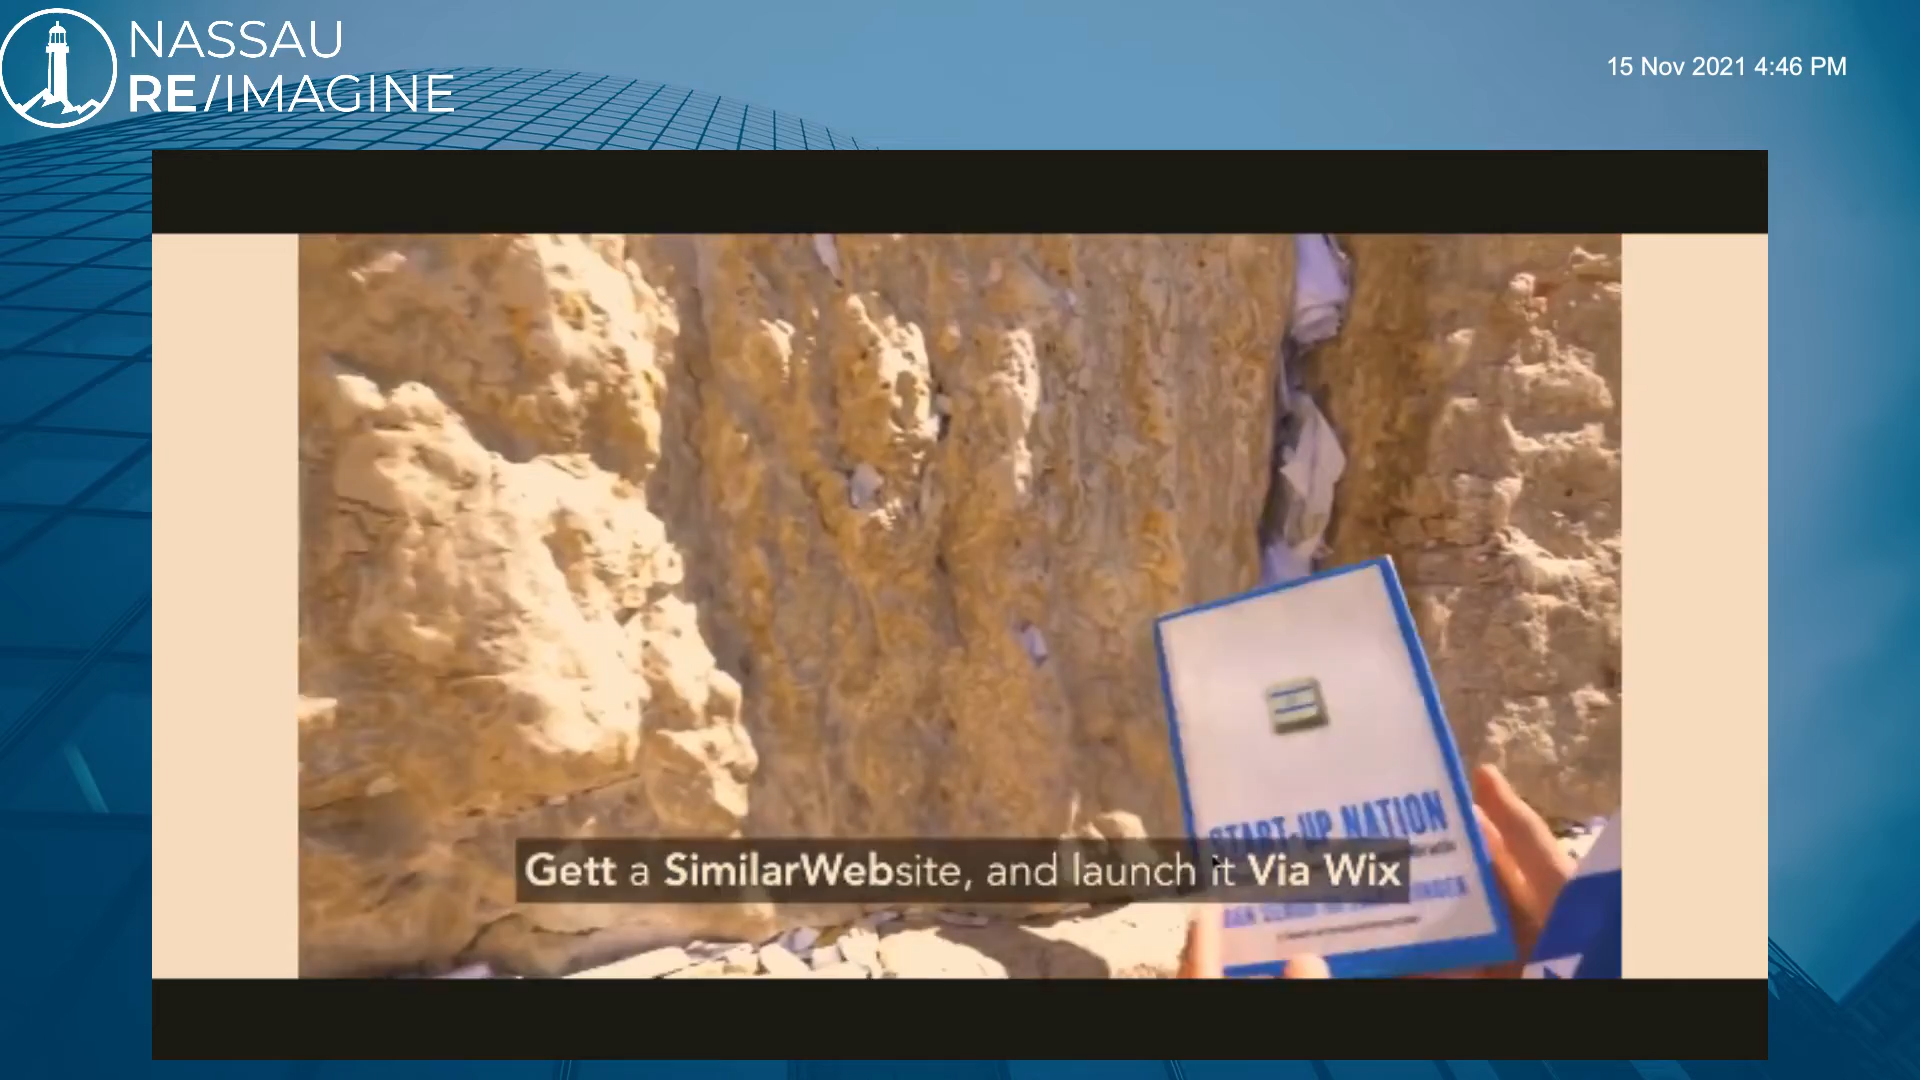 NASSAU
RE/IMAGINE
15 Nov 2021 4:46 PM
START-UP NATION
Gett a SimilarWebsite, and launch it Via Wix